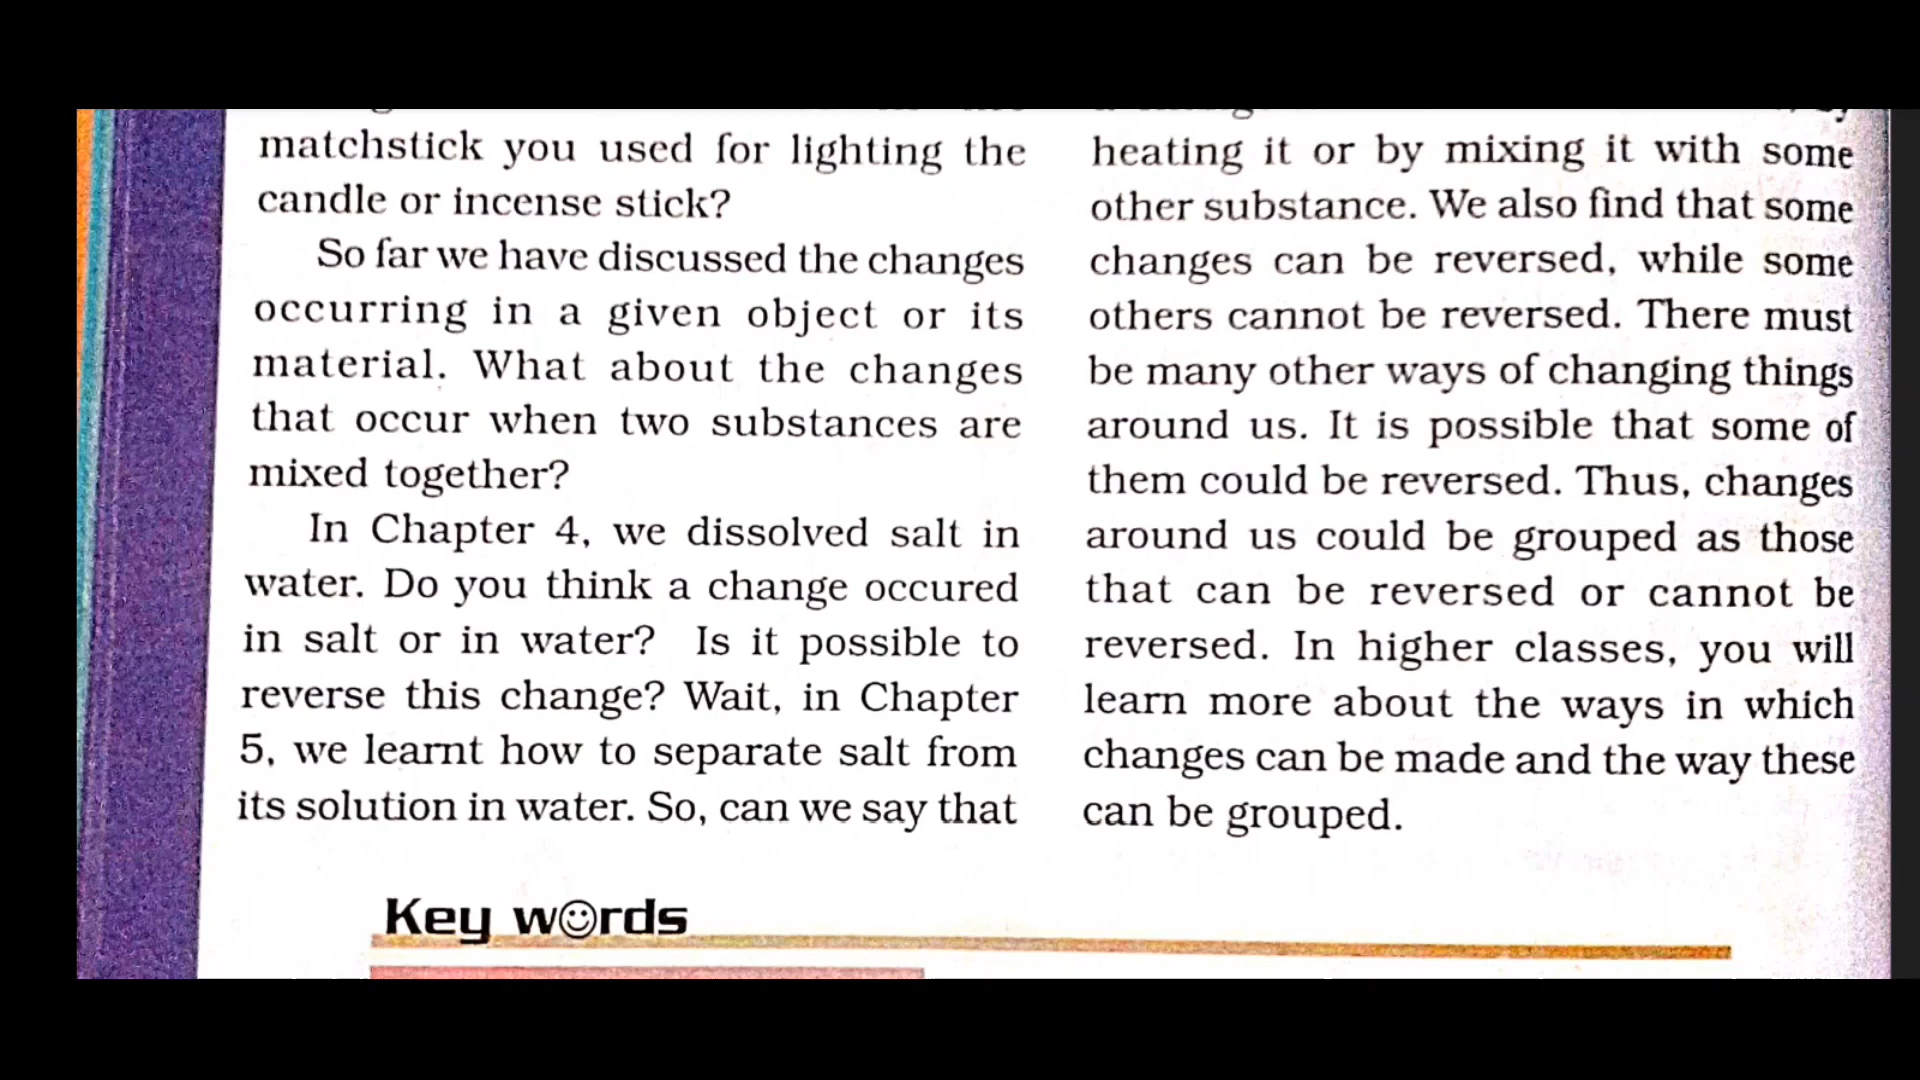 matchstick you used for lighting the
candle or incense stick?
So far we have discussed the changes
occurring in a given object or its
material. What about the changes
that occur when two substances are
mixed together?
In Chapter 4, we dissolved salt in
water. Do you think a change occured
in salt or in water? Is it possible to
reverse this change? Wait, in Chapter
5, we learnt how to separate salt from
its solution in water. So, can we say that
heating it or by mixing it with some
other substance. We also find that some
changes can be reversed, while some
others cannot be reversed. There must
be many other ways of changing things
around us. It is possible that some of
them could be reversed. Thus, changes
around us could be grouped as those
that can be reversed or cannot be
reversed. In higher classes, you will
learn more about the ways in which
changes can be made and the way these
can be grouped.
Key words